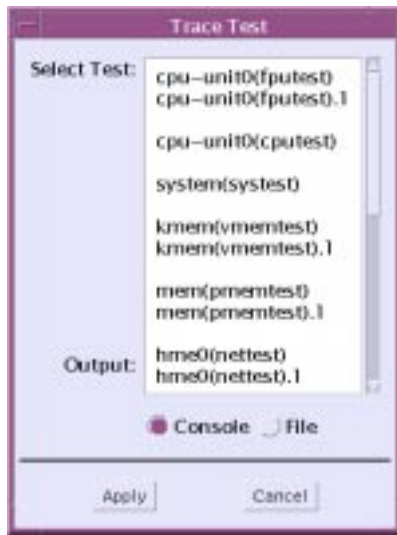 Trace Test
Select Test:
cpu-unit0(fputest)
cpu-unit0(fputest).1
cpu-unit0(cputest)
system(systest)
kmem(vmemtest)
kmem(vmemtest).1
mem(pmemtest)
mem(pmemtest).1
Output:
hme0(nettest)
hme0(nettest).1
Console File
Apply Cancel